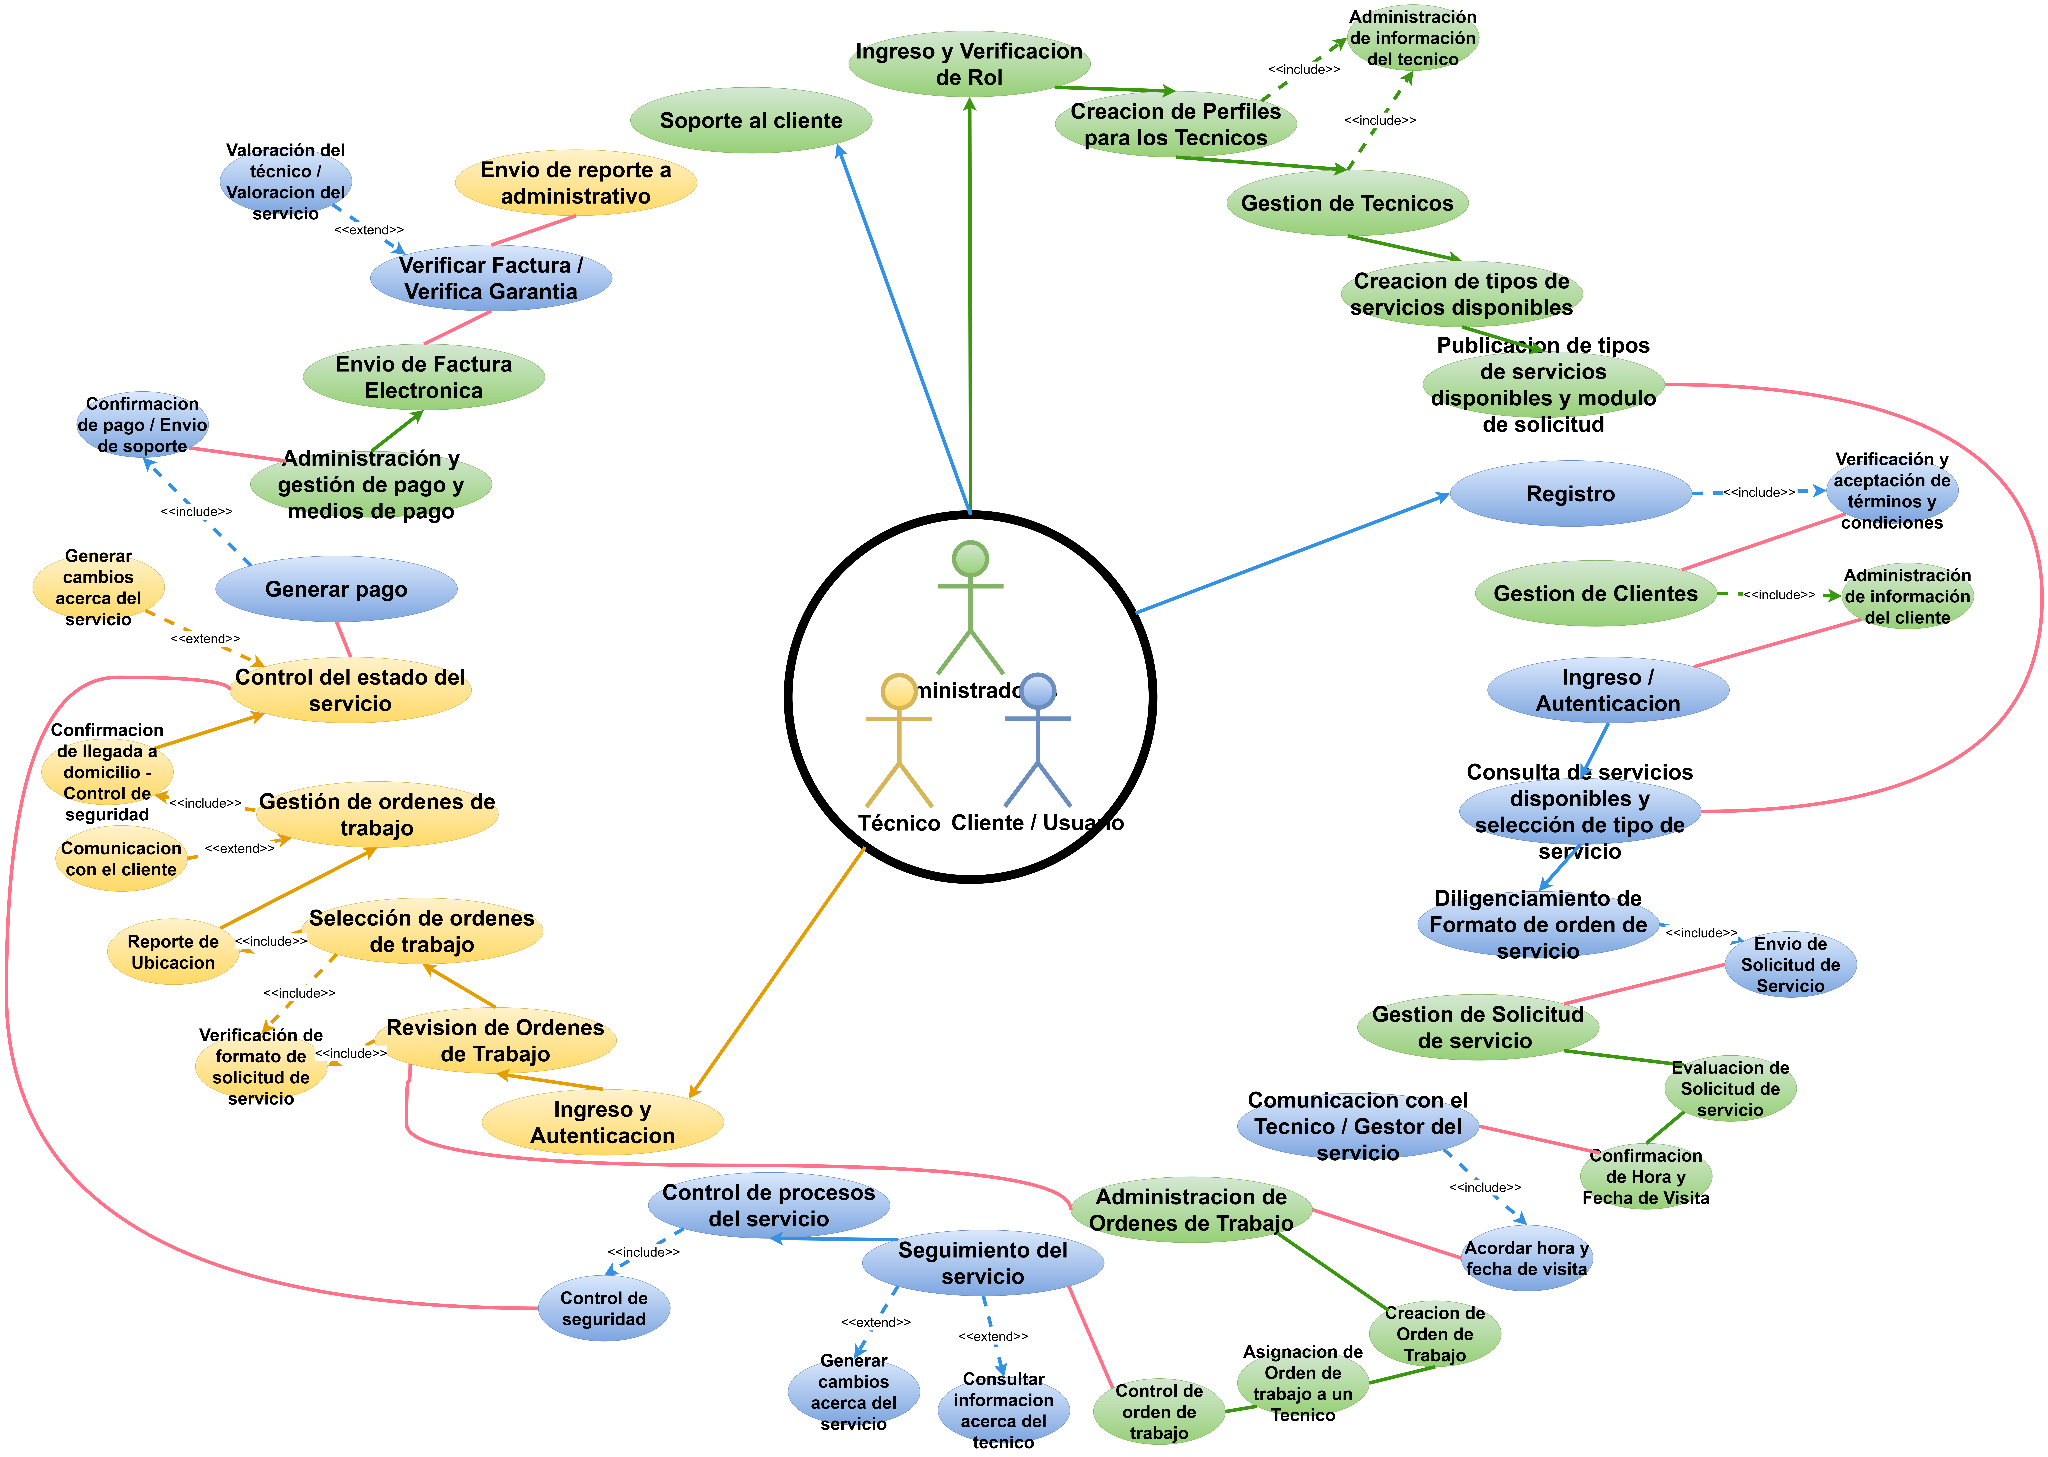 Administración
de información
del tecnico
<<include>>
Ingreso y Verificacion
de Rol
Creacion de Perfiles
para los Tecnicos
<<include>>
Soporte al cliente
Gestion de Tecnicos
Envio de reporte a
administrativo
Valoración del
técnico /
Valoracion del
servicio
<<extend>>
Verificar Factura /
Verifica Garantia
Creacion de tipos de
servicios disponibles
Publicacion de tipos
de servicios
disponibles y modulo
de solicitud
Envio de Factura
Electronica
Confirmacion
de pago / Envio
de soporte
Administración y
gestión de pago y
medios de pago
<<include>>
Registro
<<include>>
Verificación y
aceptación de
términos y
condiciones
Generar pago
Generar
cambios
acerca del
servicio
<<extend>>
Gestion de Clientes
<<include>>
Administración
de información
del cliente
Control del estado del
servicio
Ingreso /
Autenticacion
Técnico
Cliente / Usuario
Confirmacion
de llegada a
domicilio -
Control de
seguridad
<<include>>
Gestión de ordenes de
trabajo
Comunicacion
con el cliente
<<extend>>
Consulta de servicios
disponibles y
selección de tipo de
servicio
Diligenciamiento de
Formato de orden de
servicio
<<include>>
Envio de
Solicitud de
Servicio
Selección de ordenes
de trabajo
<<include>>
Reporte de
Ubicacion
<<include>>
Verificación de
formato de
solicitud de
servicio
<<include>>
Revision de Ordenes
de Trabajo
Ingreso y
Autenticacion
Gestion de Solicitud
de servicio
Evaluacion de
Solicitud de
servicio
Comunicacion con el
Tecnico / Gestor del
servicio
<<include>>
Confirmacion
de Hora y
Fecha de Visita
Acordar hora y
fecha de visita
Administracion de
Ordenes de Trabajo
Control de procesos
del servicio
<<include>>
Control de
seguridad
Seguimiento del
servicio
<<extend>>
<<extend>>
Generar
cambios
acerca del
servicio
Consultar
informacion
acerca del
tecnico
Control de
orden de
trabajo
Asignacion de
Orden de
trabajo a un
Tecnico
Creacion de
Orden de
Trabajo